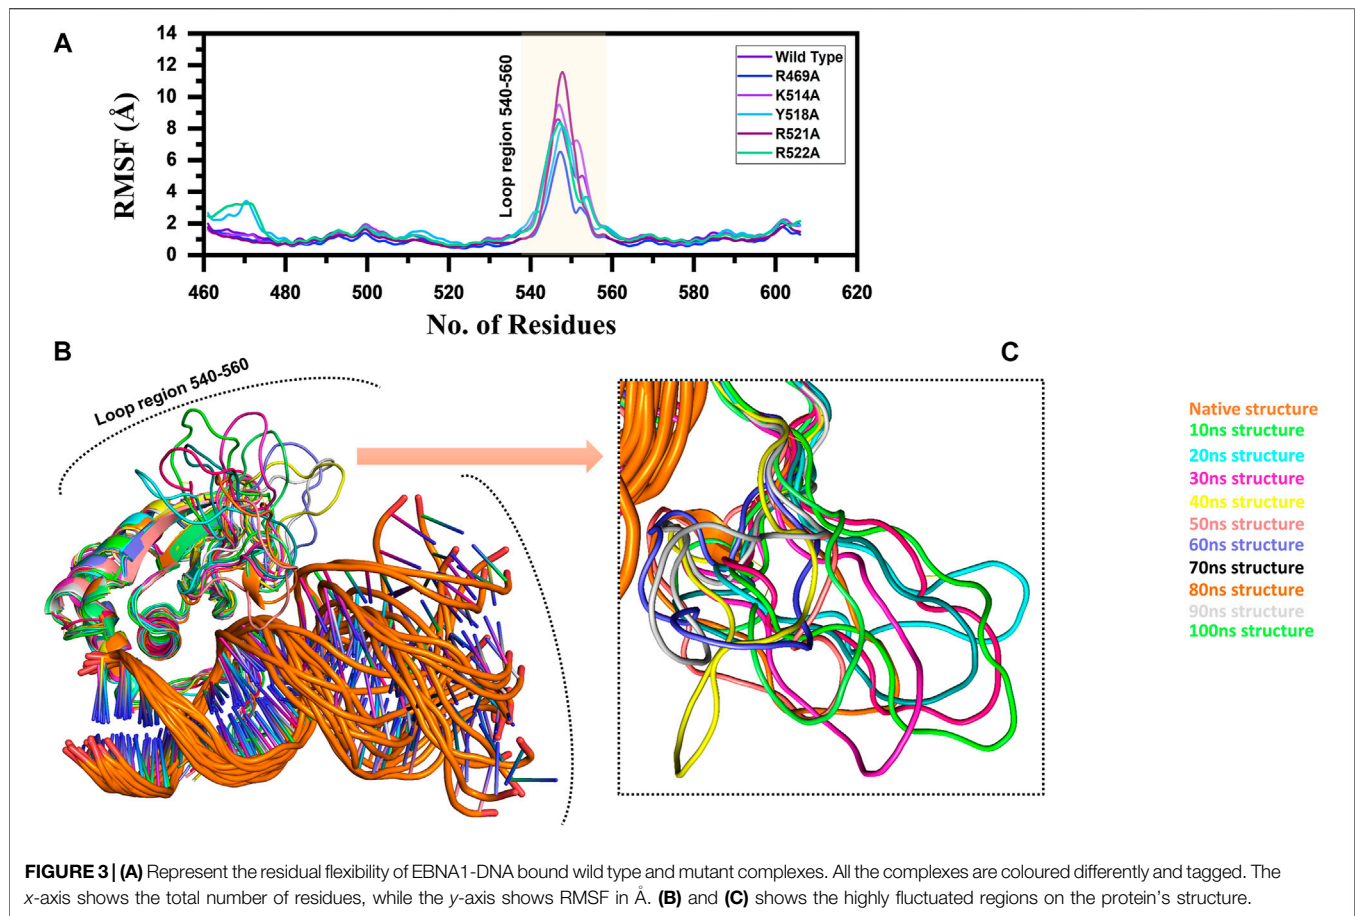 A
14
12
10
8
6
4
2
0
RMSF (Å)
Loop region 540-560
Wild Type
R469A
K514A
Y518A
R521A
R522A
460 480 500 520 540 560 580 600 620
No. of Residues
B
Loop region 540-560
C
Native structure
10ns structure
20ns structure
30ns structure
40ns structure
50ns structure
60ns structure
70ns structure
80ns structure
90ns structure
100ns structure
FIGURE 3 | (A) Represent the residual flexibility of EBNA1-DNA bound wild type and mutant complexes. All the complexes are coloured differently and tagged. The
x-axis shows the total number of residues, while the y-axis shows RMSF in Å. (B) and (C) shows the highly fluctuated regions on the protein’s structure.